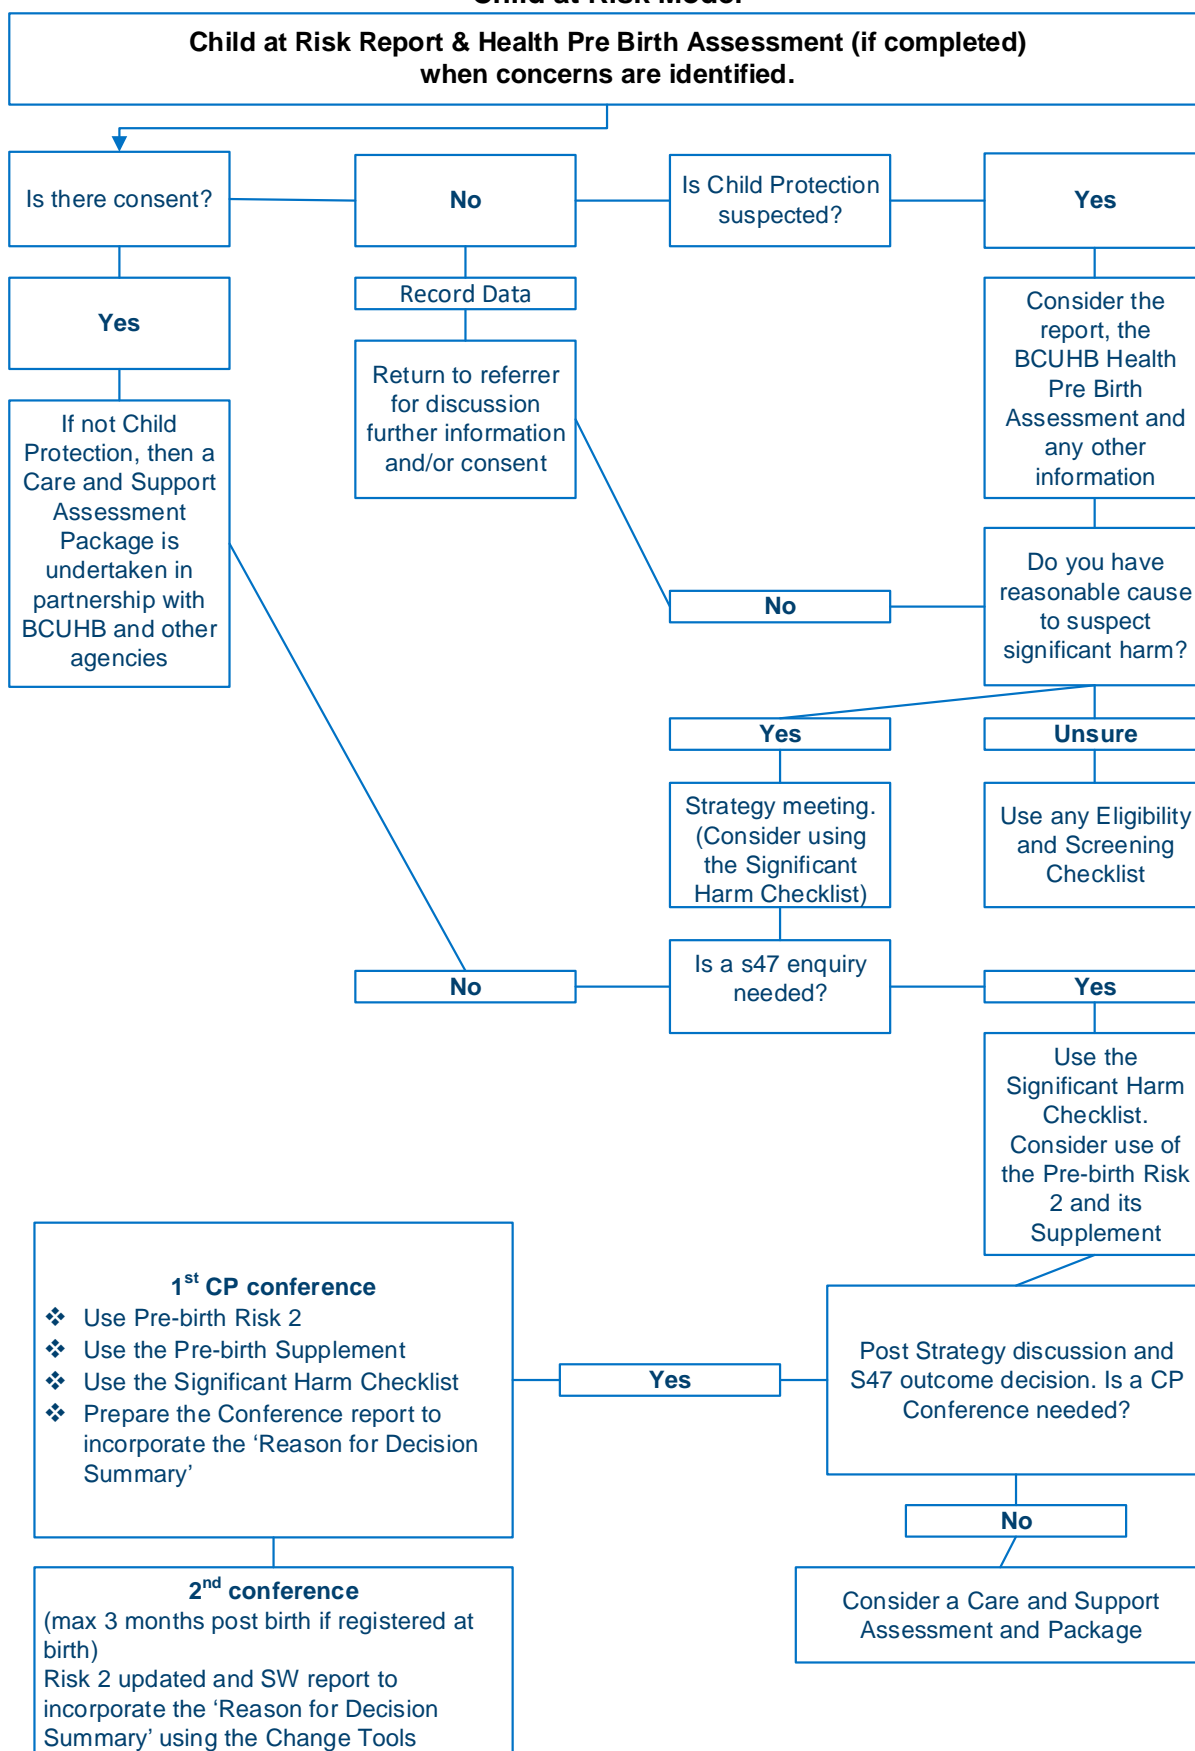 Child at Risk Model
Child at Risk Report & Health Pre Birth Assessment (if completed)
when concerns are identified.
Is there consent?
No
Is Child Protection
suspected?
Yes
Yes
Record Data
Return to referrer
for discussion
further information
and/or consent
Consider the
report, the
BCUHB Health
Pre Birth
Assessment and
any other
information
If not Child
Protection, then a
Care and Support
Assessment
Package is
undertaken in
partnership with
BCUHB and other
agencies
No
Do you have
reasonable cause
to suspect
significant harm?
Yes
Unsure
Strategy meeting.
(Consider using
the Significant
Harm Checklist)
Use any Eligibility
and Screening
Checklist
No
Is a s47 enquiry
needed?
Yes
Use the
Significant Harm
Checklist.
Consider use of
the Pre-birth Risk
2 and its
Supplement
1st CP conference
❖ Use Pre-birth Risk 2
❖ Use the Pre-birth Supplement
❖ Use the Significant Harm Checklist
❖ Prepare the Conference report to
incorporate the ‘Reason for Decision
Summary’
Yes
Post Strategy discussion and
S47 outcome decision. Is a CP
Conference needed?
No
Consider a Care and Support
Assessment and Package
2nd conference
(max 3 months post birth if registered at
birth)
Risk 2 updated and SW report to
incorporate the ‘Reason for Decision
Summary’ using the Change Tools